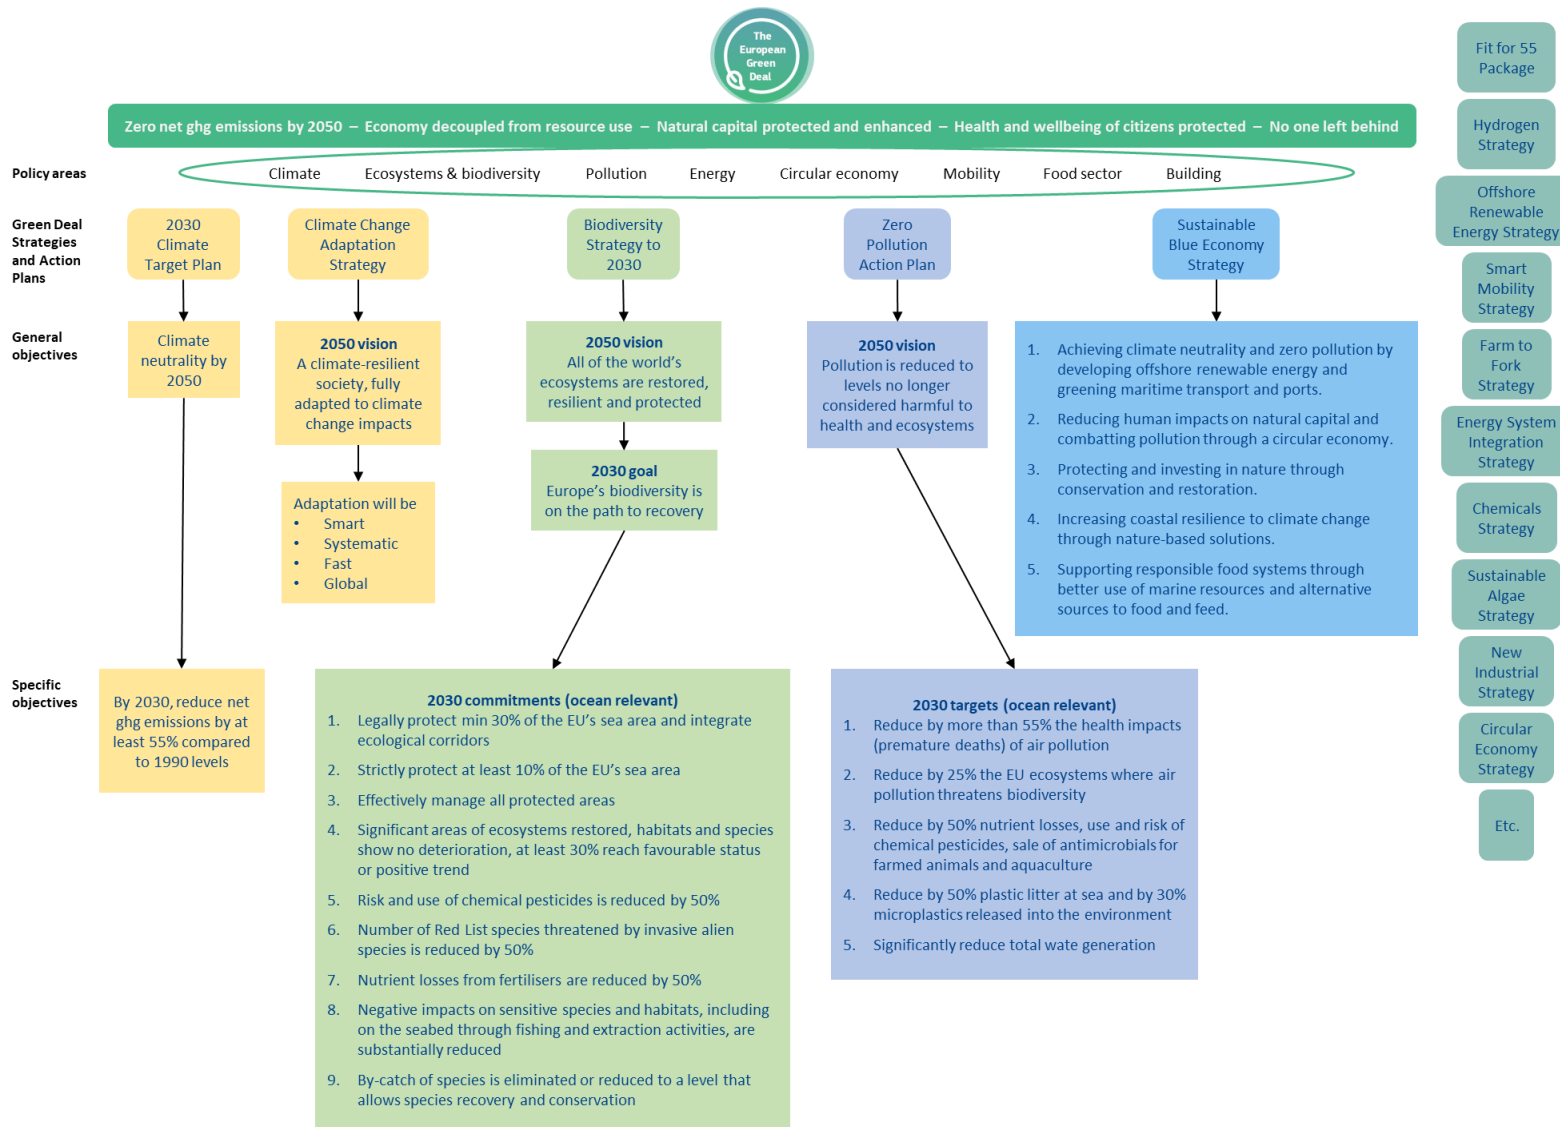 The
European
Green
Deal
Zero net ghg emissions by 2050 – Economy decoupled from resource use – Natural capital protected and enhanced – Health and wellbeing of citizens protected – No one left behind
Policy areas
Climate Ecosystems & biodiversity Pollution Energy Circular economy Mobility Food sector Building
Green Deal
Strategies
and Action
Plans
2030
Climate
Target Plan
Climate Change
Adaptation
Strategy
Biodiversity
Strategy to
2030
Zero
Pollution
Action Plan
Sustainable
Blue Economy
Strategy
General
objectives
Climate
neutrality by
2050
2050 vision
A climate-resilient
society, fully
adapted to climate
change impacts
Adaptation will be
• Smart
• Systematic
• Fast
• Global
2050 vision
All of the world's
ecosystems are restored,
resilient and protected
2030 goal
Europe's biodiversity is
on the path to recovery
2050 vision
Pollution is reduced to
levels no longer
considered harmful to
health and ecosystems
1. Achieving climate neutrality and zero pollution by
developing offshore renewable energy and
greening maritime transport and ports.
2. Reducing human impacts on natural capital and
combatting pollution through a circular economy.
3. Protecting and investing in nature through
conservation and restoration.
4. Increasing coastal resilience to climate change
through nature-based solutions.
5. Supporting responsible food systems through
better use of marine resources and alternative
sources to food and feed.
Specific
objectives
By 2030, reduce net
ghg emissions by at
least 55% compared
to 1990 levels
2030 commitments (ocean relevant)
1. Legally protect min 30% of the EU's sea area and integrate
ecological corridors
2. Strictly protect at least 10% of the EU's sea area
3. Effectively manage all protected areas
4. Significant areas of ecosystems restored, habitats and species
show no deterioration, at least 30% reach favourable status
or positive trend
5. Risk and use of chemical pesticides is reduced by 50%
6. Number of Red List species threatened by invasive alien
species is reduced by 50%
7. Nutrient losses from fertilisers are reduced by 50%
8. Negative impacts on sensitive species and habitats, including
on the seabed through fishing and extraction activities, are
substantially reduced
9. By-catch of species is eliminated or reduced to a level that
allows species recovery and conservation
2030 targets (ocean relevant)
1. Reduce by more than 55% the health impacts
(premature deaths) of air pollution
2. Reduce by 25% the EU ecosystems where air
pollution threatens biodiversity
3. Reduce by 50% nutrient losses, use and risk of
chemical pesticides, sale of antimicrobials for
farmed animals and aquaculture
4. Reduce by 50% plastic litter at sea and by 30%
microplastics released into the environment
5. Significantly reduce total wate generation
Fit for 55
Package
Hydrogen
Strategy
Offshore
Renewable
Energy Strategy
Smart
Mobility
Strategy
Farm to
Fork
Strategy
Energy System
Integration
Strategy
Chemicals
Strategy
Sustainable
Algae
Strategy
New
Industrial
Strategy
Circular
Economy
Strategy
Etc.